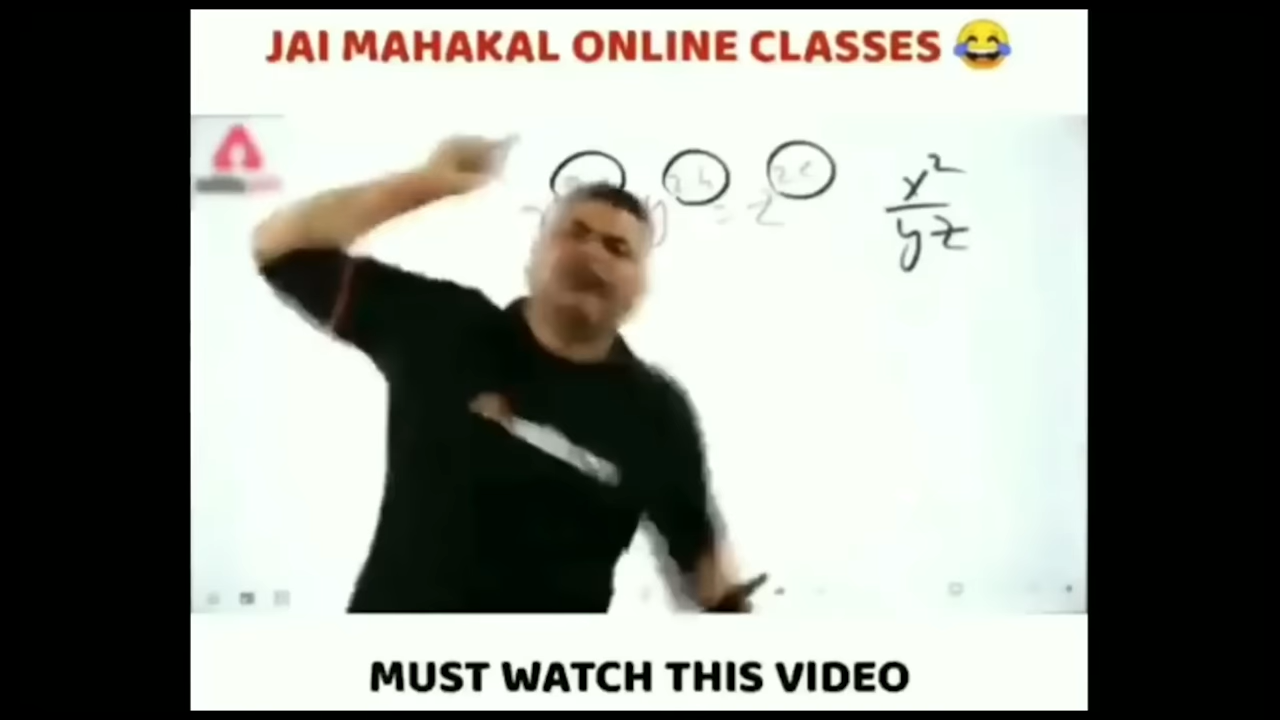 JAI MAHAKAL ONLINE CLASSES 😂
y = z
x²
yz
MUST WATCH THIS VIDEO